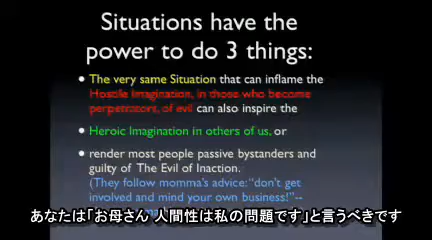 Situations have the
power to do 3 things:
• The very same Situation that can inflame the
Hostile Imagination, in those who become
perpetrators, of evil can also inspire the
• Heroic Imagination in others of us, or
• render most people passive bystanders and
guilty of The Evil of Inaction.
(They follow momma's advice: "don't get
involved and mind your own business!"--
あなたは「お母さん 人間性は私の問題です」と言うべきです